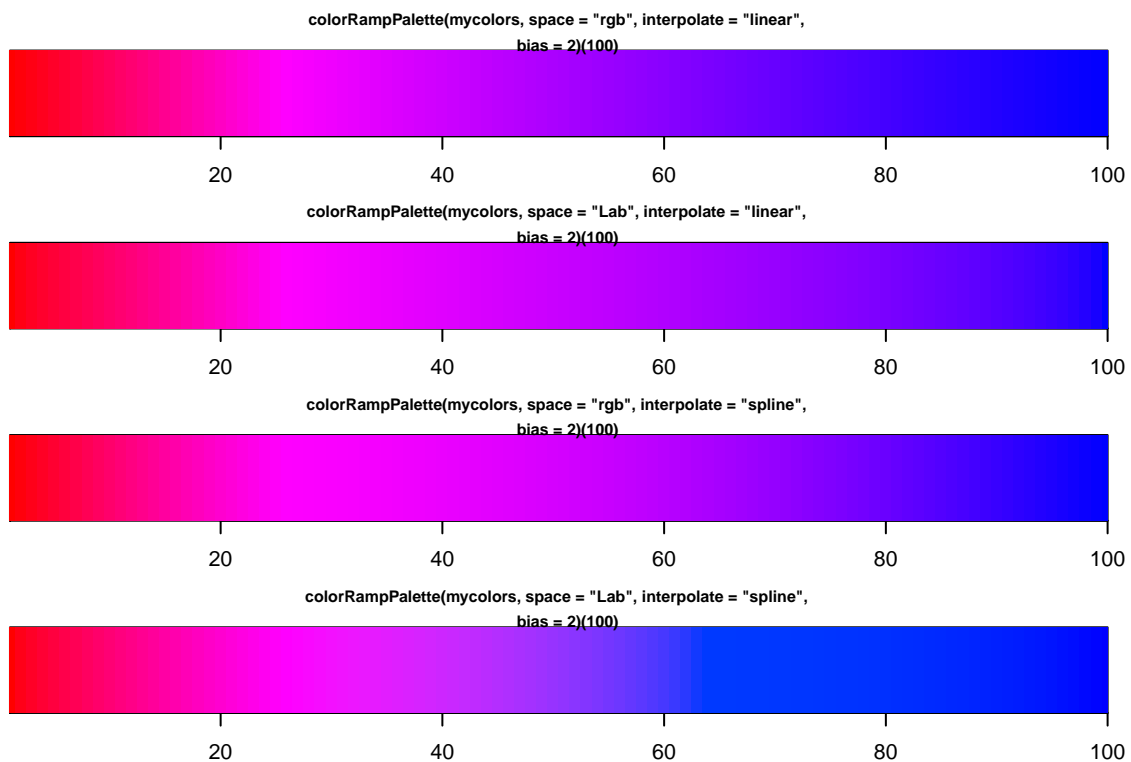 colorRampPalette(mycolors, space = "rgb", interpolate = "linear",
bias = 2)(100)
20 40 60 80 100
colorRampPalette(mycolors, space = "Lab", interpolate = "linear",
bias = 2)(100)
20 40 60 80 100
colorRampPalette(mycolors, space = "rgb", interpolate = "spline",
bias = 2)(100)
20 40 60 80 100
colorRampPalette(mycolors, space = "Lab", interpolate = "spline",
bias = 2)(100)
20 40 60 80 100